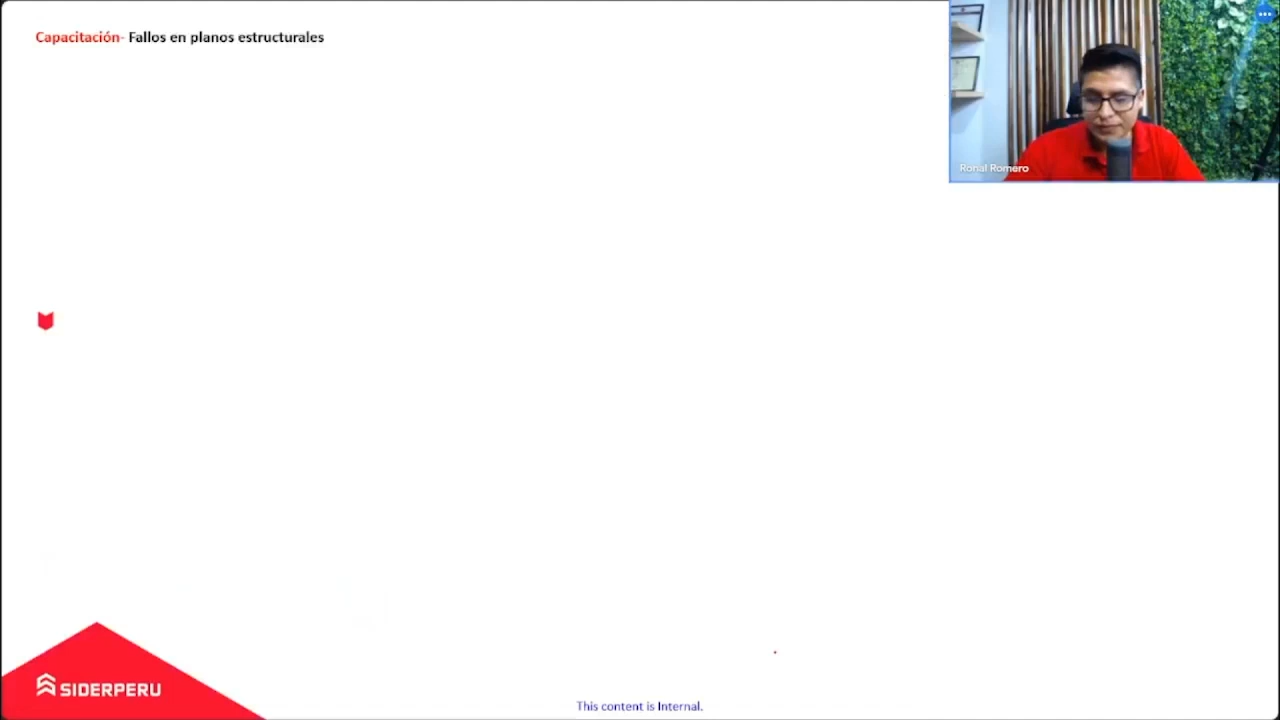 Capacitación- Fallos en planos estructurales
Ronal Romero
SIDERPERU
This content is Internal.